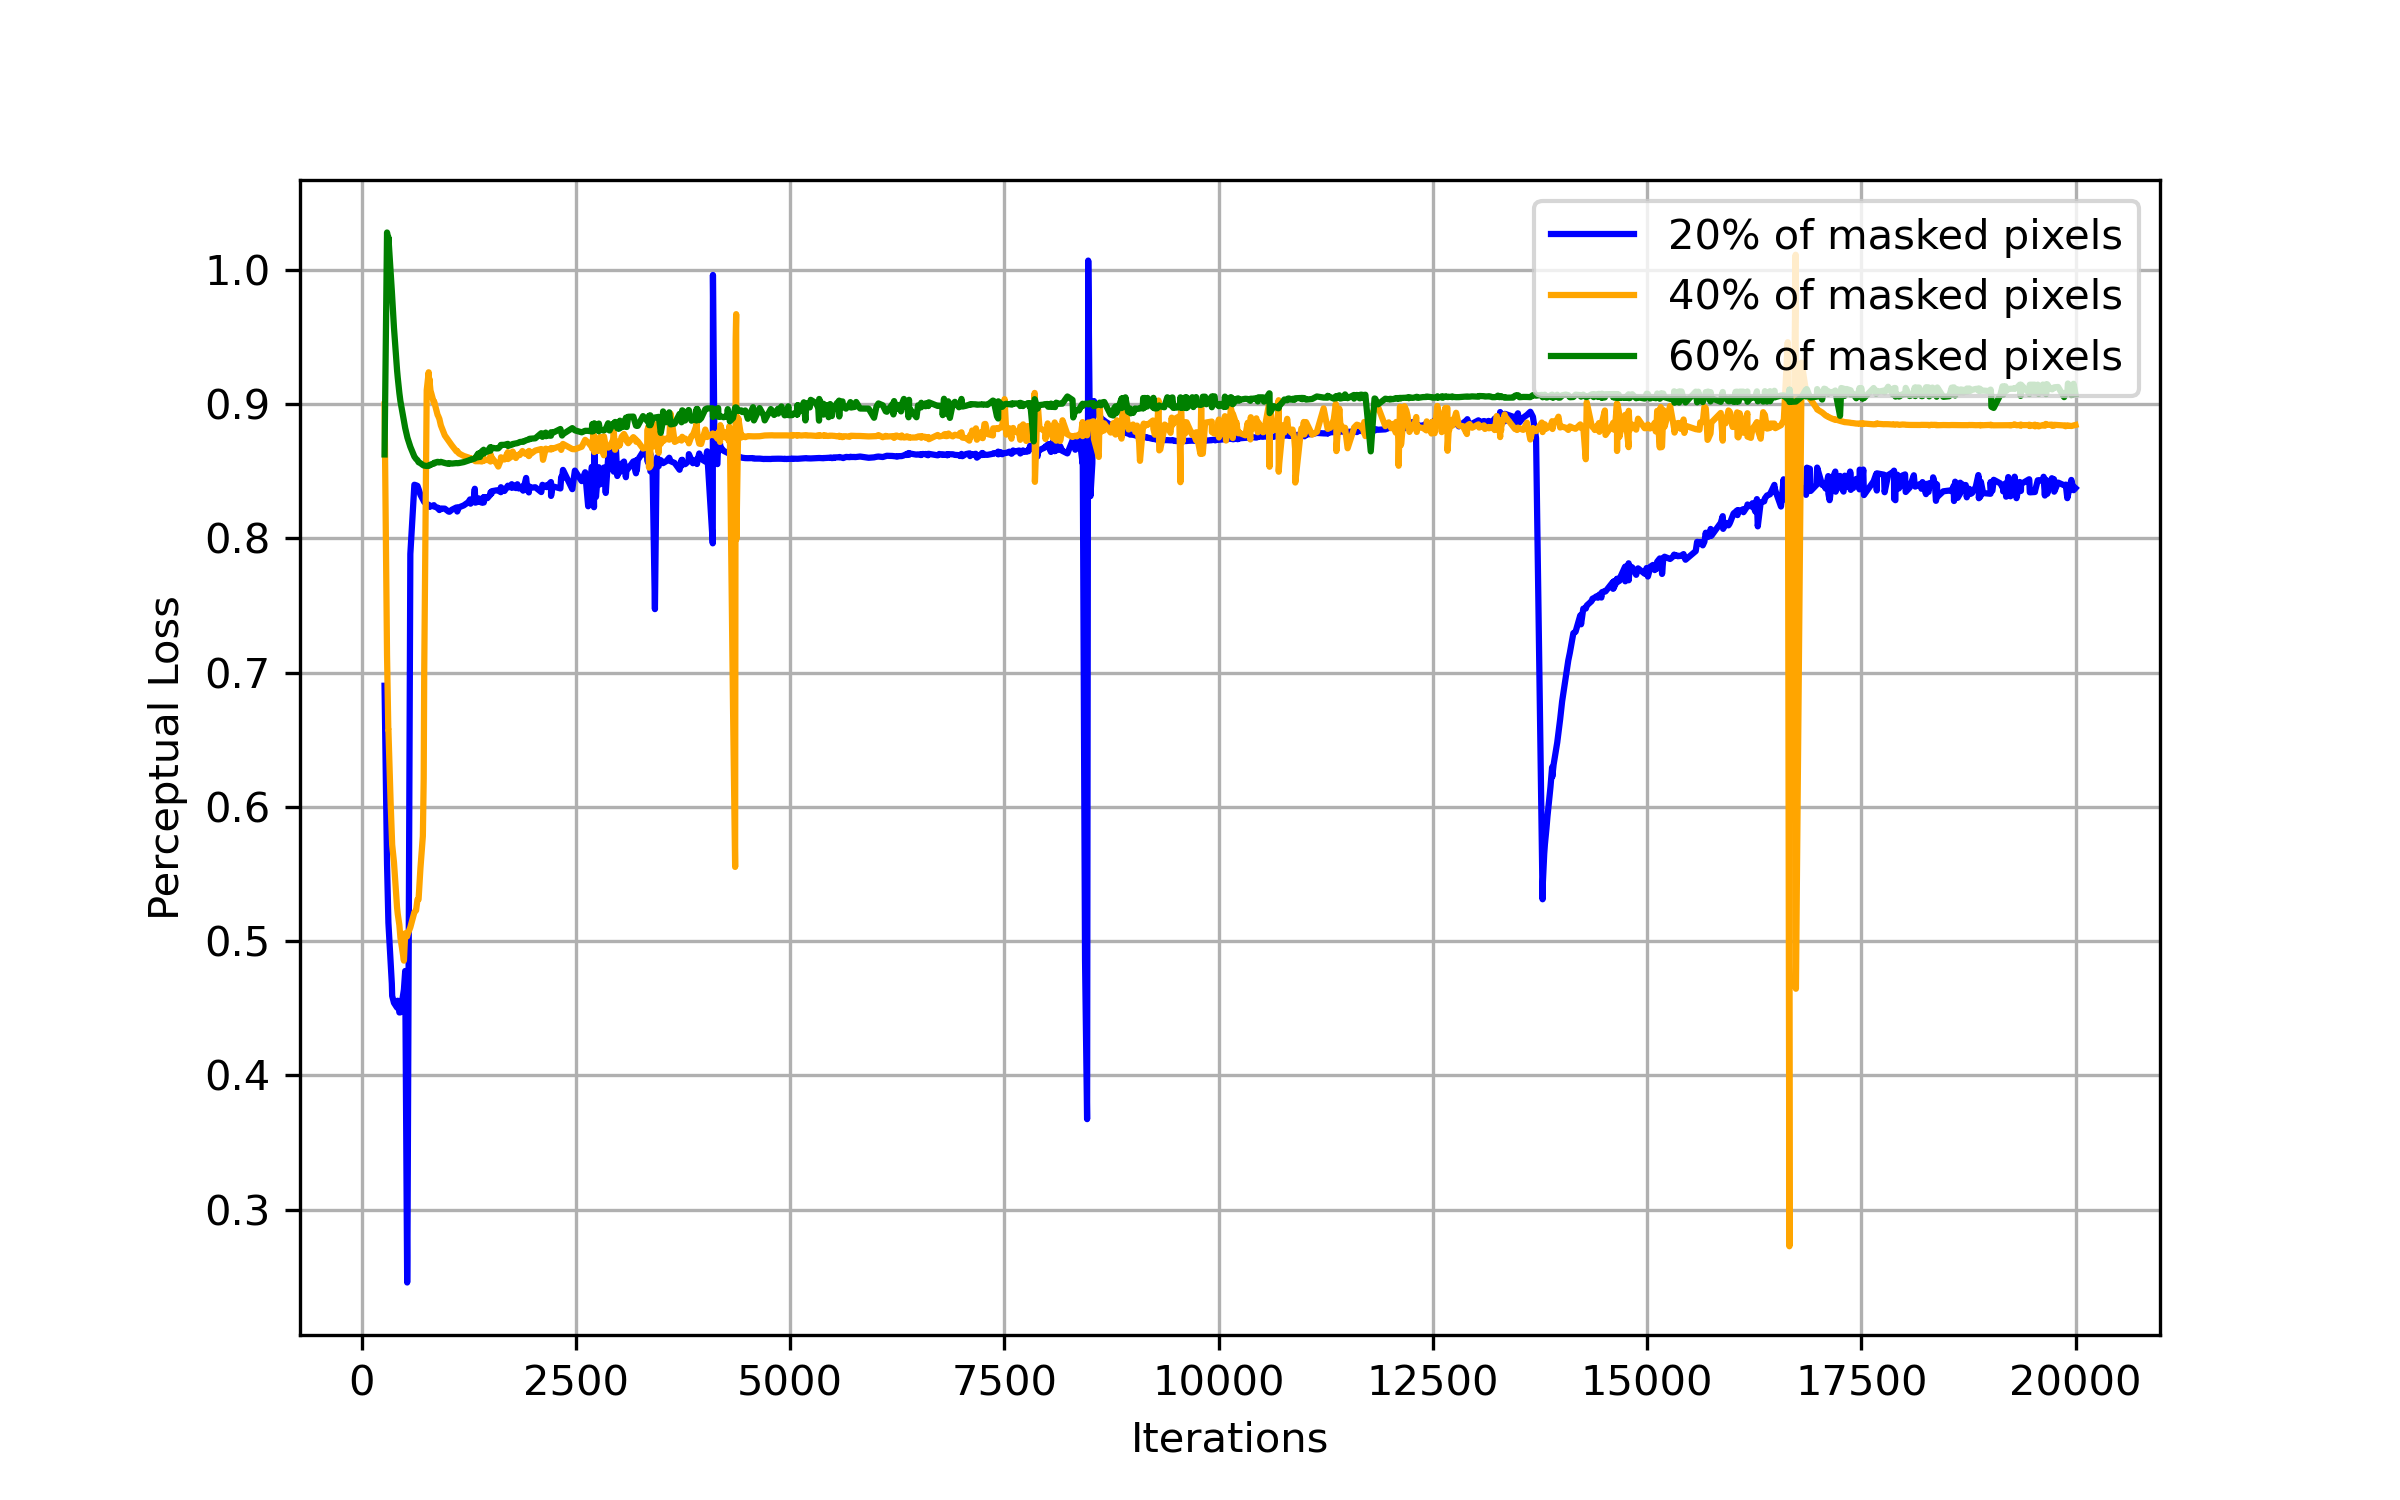 20% of masked pixels
40% of masked pixels
60% of masked pixels
1.0
0.9
0.8
0.7
0.6
0.5
0.4
0.3
Perceptual Loss
0 2500 5000 7500 10000 12500 15000 17500 20000
Iterations